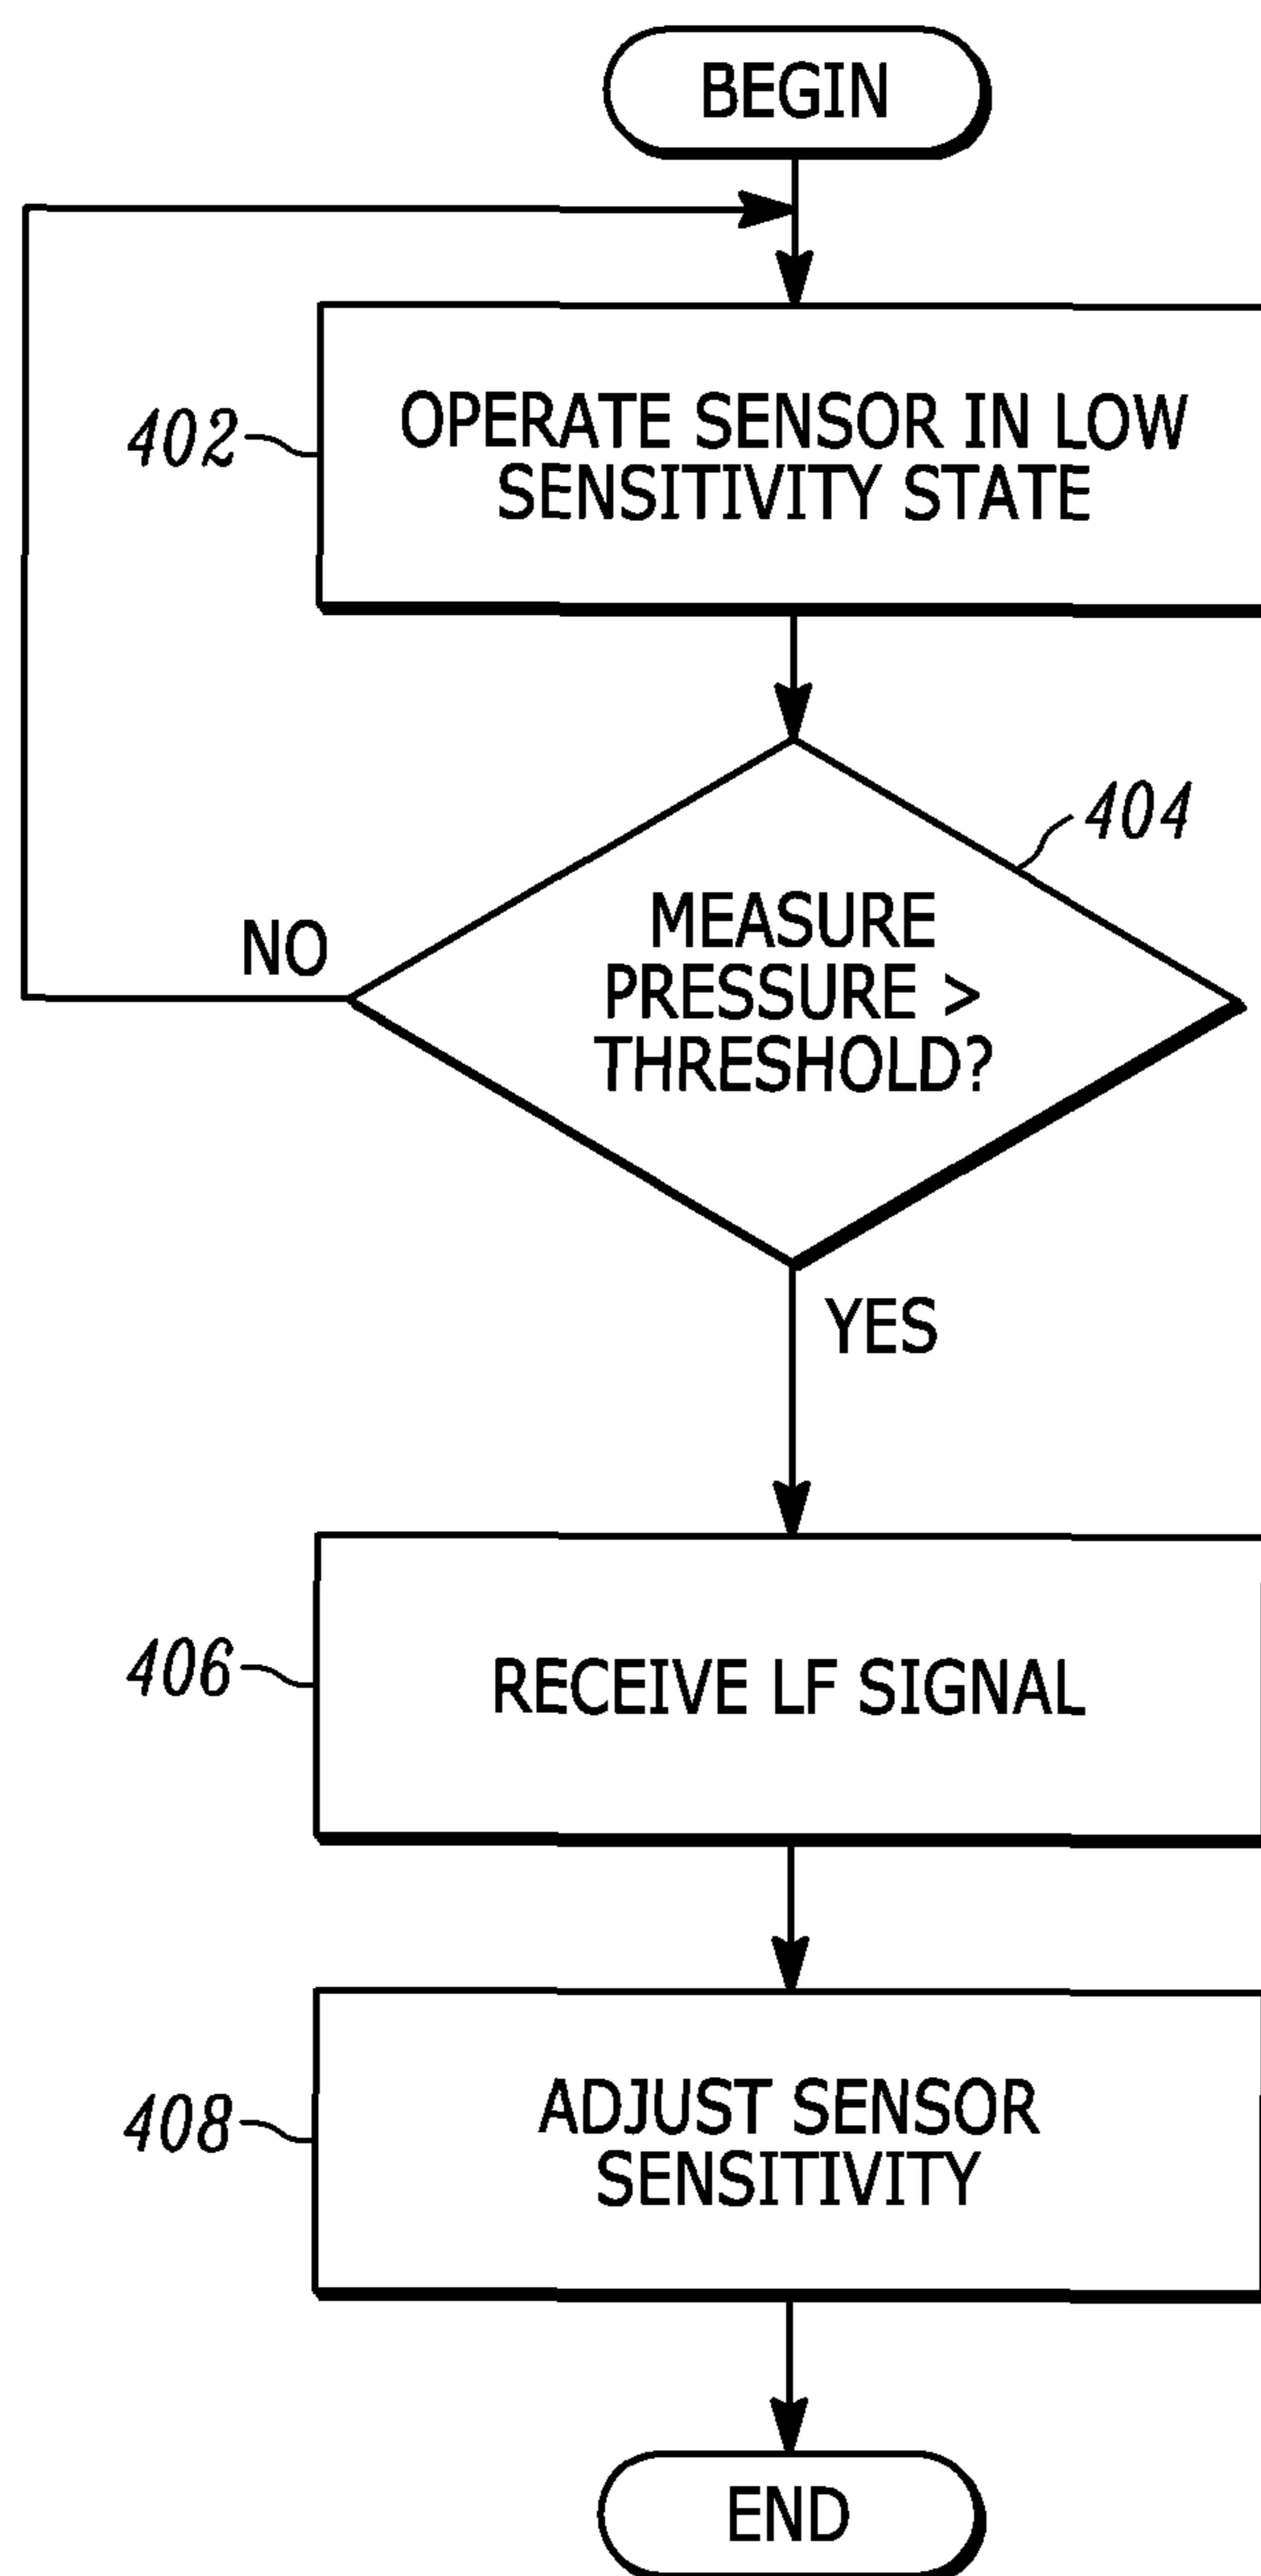 BEGIN
402
OPERATE SENSOR IN LOW
SENSITIVITY STATE
404
MEASURE
PRESSURE >
THRESHOLD?
NO
YES
406
RECEIVE LF SIGNAL
408
ADJUST SENSOR
SENSITIVITY
END